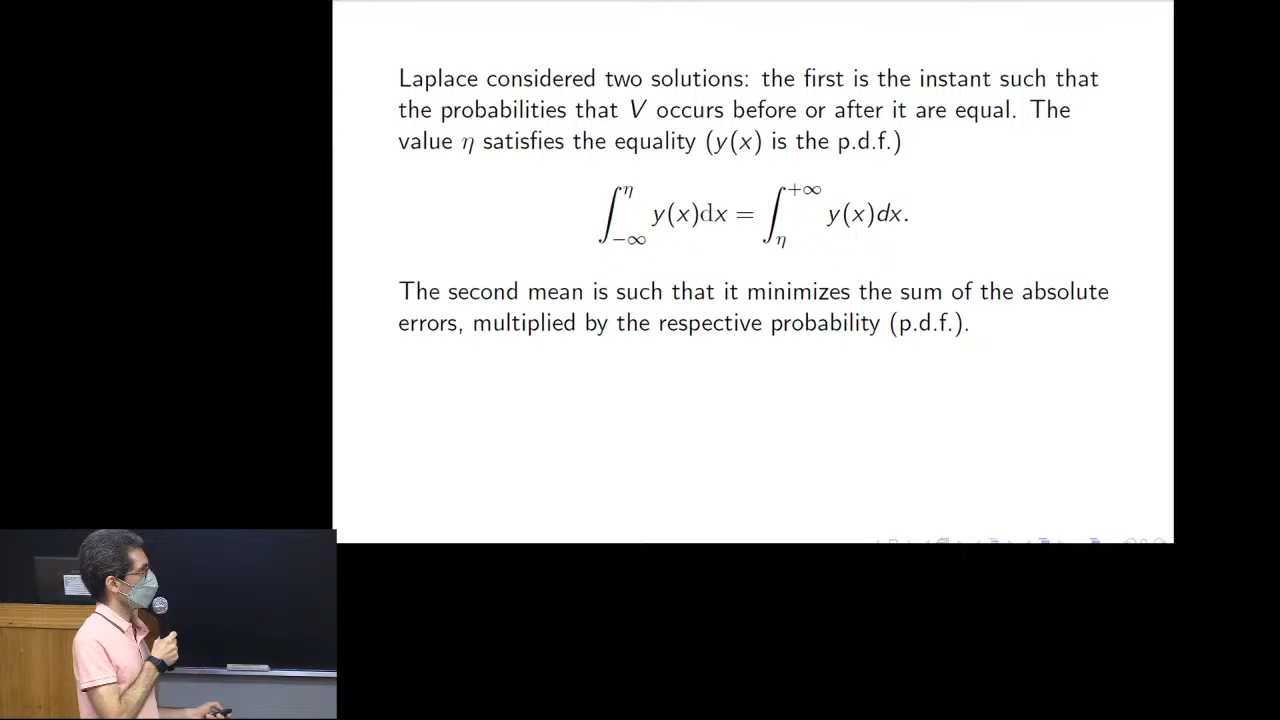 Laplace considered two solutions: the first is the instant such that
the probabilities that V occurs before or after it are equal. The
value η satisfies the equality (y(x) is the p.d.f.)
∫_{−∞}^{η} y(x)dx = ∫_{η}^{+∞} y(x)dx.
The second mean is such that it minimizes the sum of the absolute
errors, multiplied by the respective probability (p.d.f.).